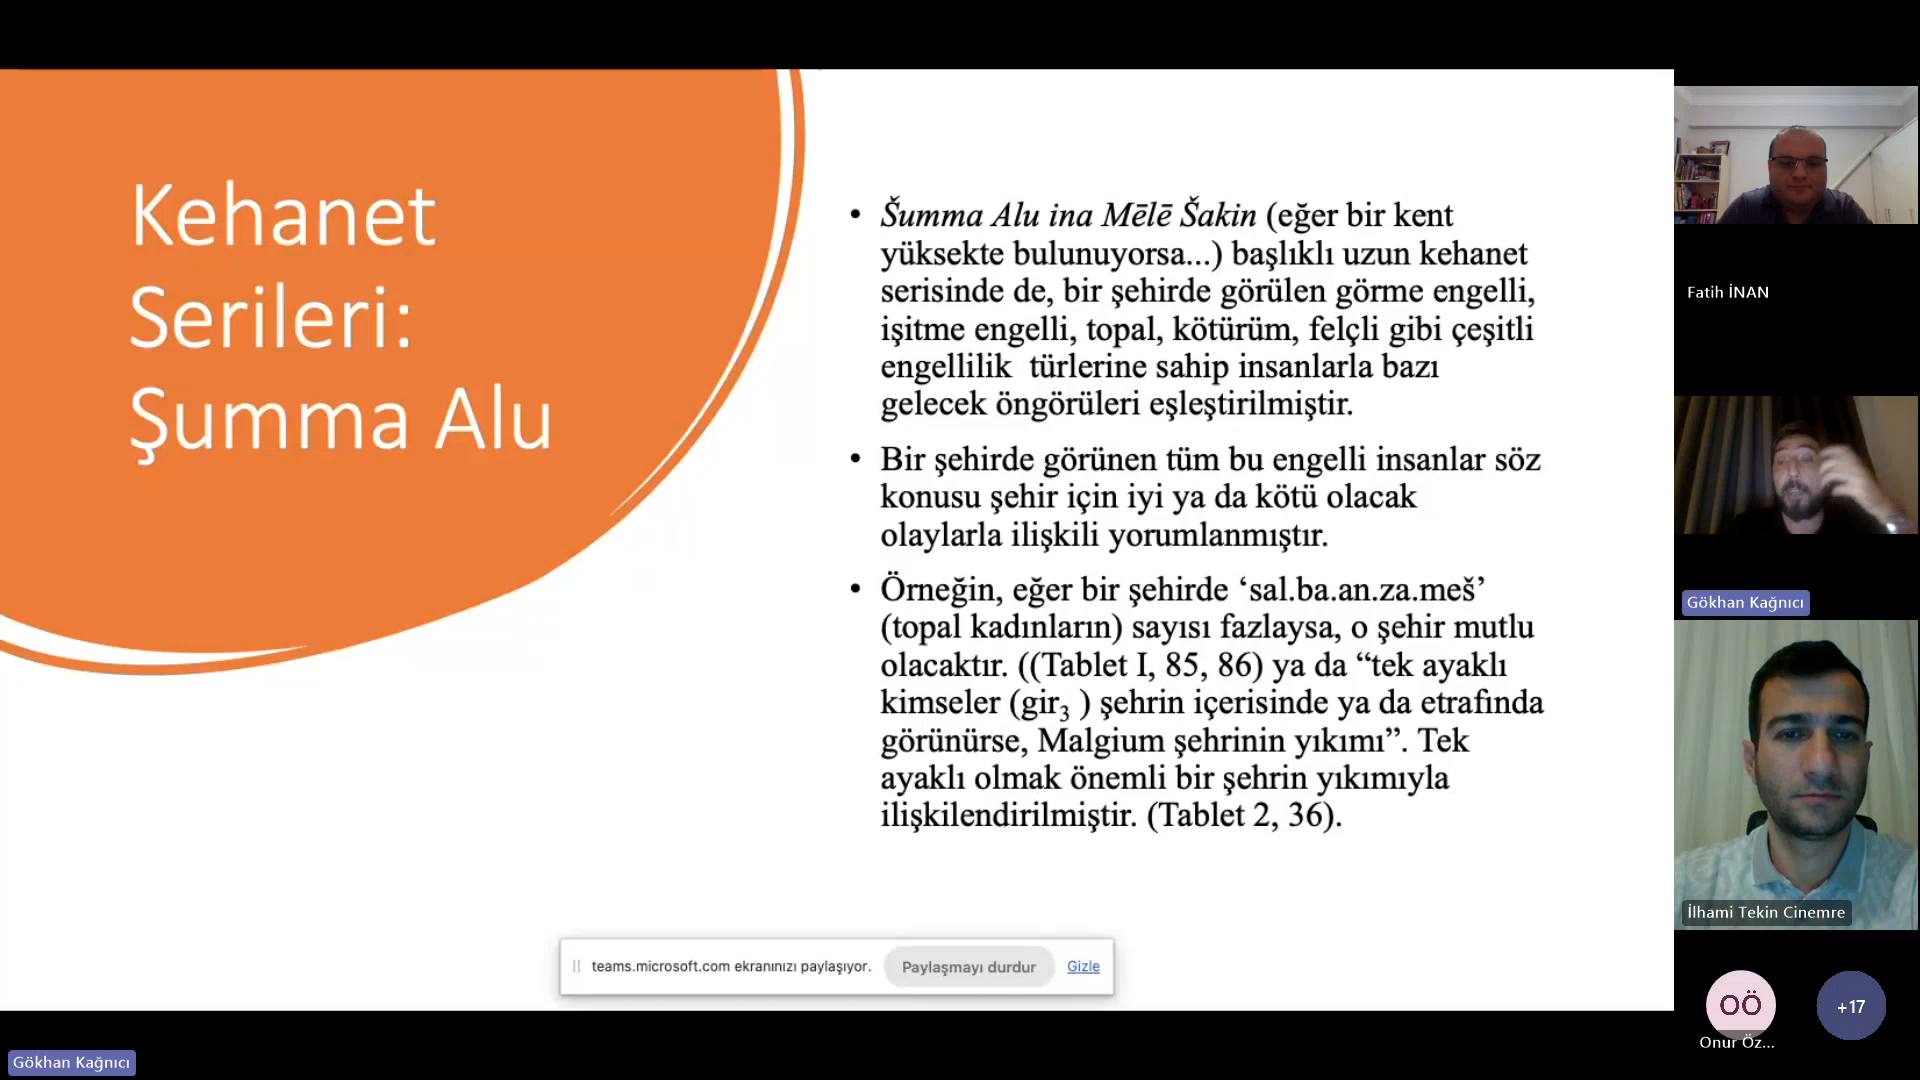 Kehanet
Serileri:
Şumma Alu
• Šumma Alu ina Mēlē Šakin (eğer bir kent
yüksekte bulunuyorsa...) başlıklı uzun kehanet
serisinde de, bir şehirde görülen görme engelli,
işitme engelli, topal, kötürüm, felçli gibi çeşitli
engellilik türlerine sahip insanlarla bazı
gelecek öngörüleri eşleştirilmiştir.
• Bir şehirde görünen tüm bu engelli insanlar söz
konusu şehir için iyi ya da kötü olacak
olaylarla ilişkili yorumlanmıştır.
• Örneğin, eğer bir şehirde ‘sal.ba.an.za.meš’
(topal kadınların) sayısı fazlaysa, o şehir mutlu
olacaktır. ((Tablet I, 85, 86) ya da “tek ayaklı
kimseler (gir₃ ) şehrin içerisinde ya da etrafında
görünürse, Malgium şehrinin yıkımı”. Tek
ayaklı olmak önemli bir şehrin yıkımıyla
ilişkilendirilmiştir. (Tablet 2, 36).
teams.microsoft.com ekranınızı paylaşıyor.
Paylaşmayı durdur
Gizle
Gökhan Kağnıcı
Fatih İNAN
Gökhan Kağnıcı
İlhami Tekin Cinemre
OÖ
Onur Öz...
+17